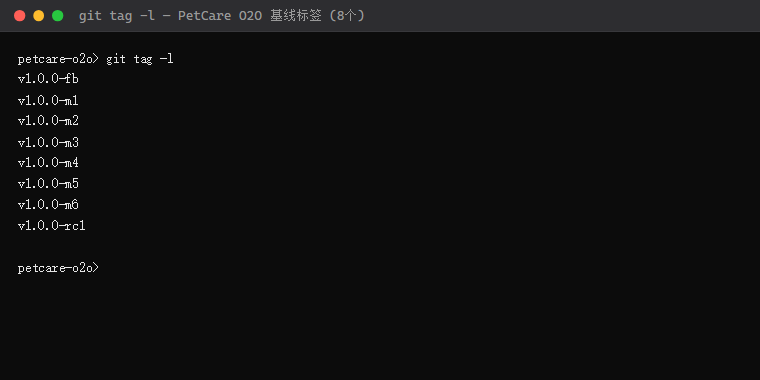 git tag -l — PetCare O2O 基线标签 (8个)
petcare-o2o> git tag -l
v1.0.0-fb
v1.0.0-m1
v1.0.0-m2
v1.0.0-m3
v1.0.0-m4
v1.0.0-m5
v1.0.0-m6
v1.0.0-rc1
petcare-o2o>